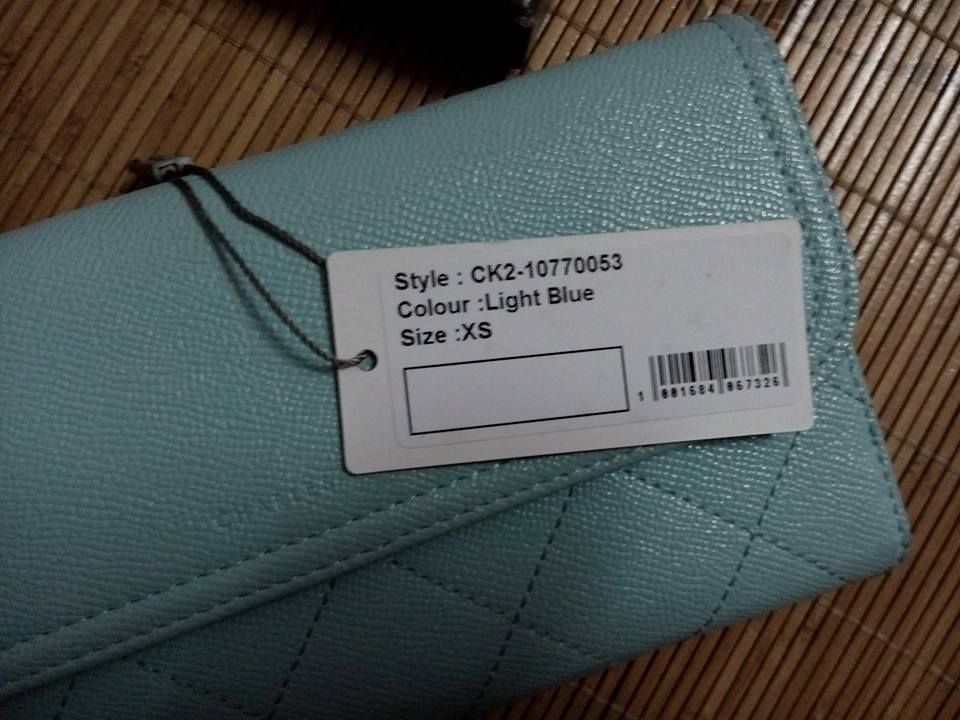 Style : CK2-10770053
Colour :Light Blue
Size :XS
1 001684 067326